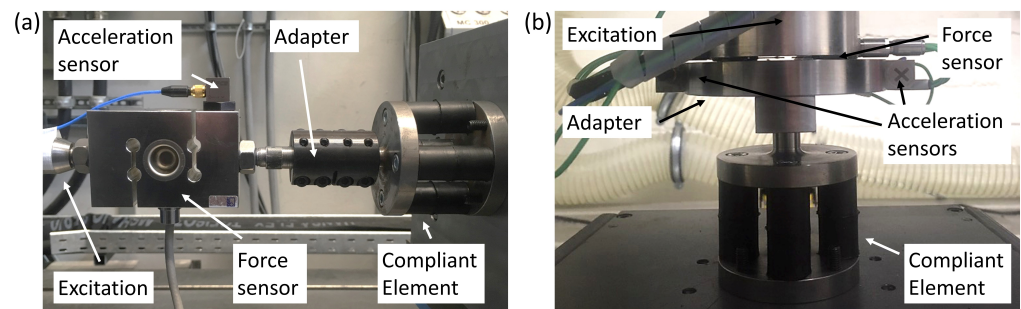 (a)
Acceleration
sensor
Adapter
Excitation
Force
sensor
Compliant
Element
(b)
Excitation
Force
sensor
Adapter
Acceleration
sensors
Compliant
Element